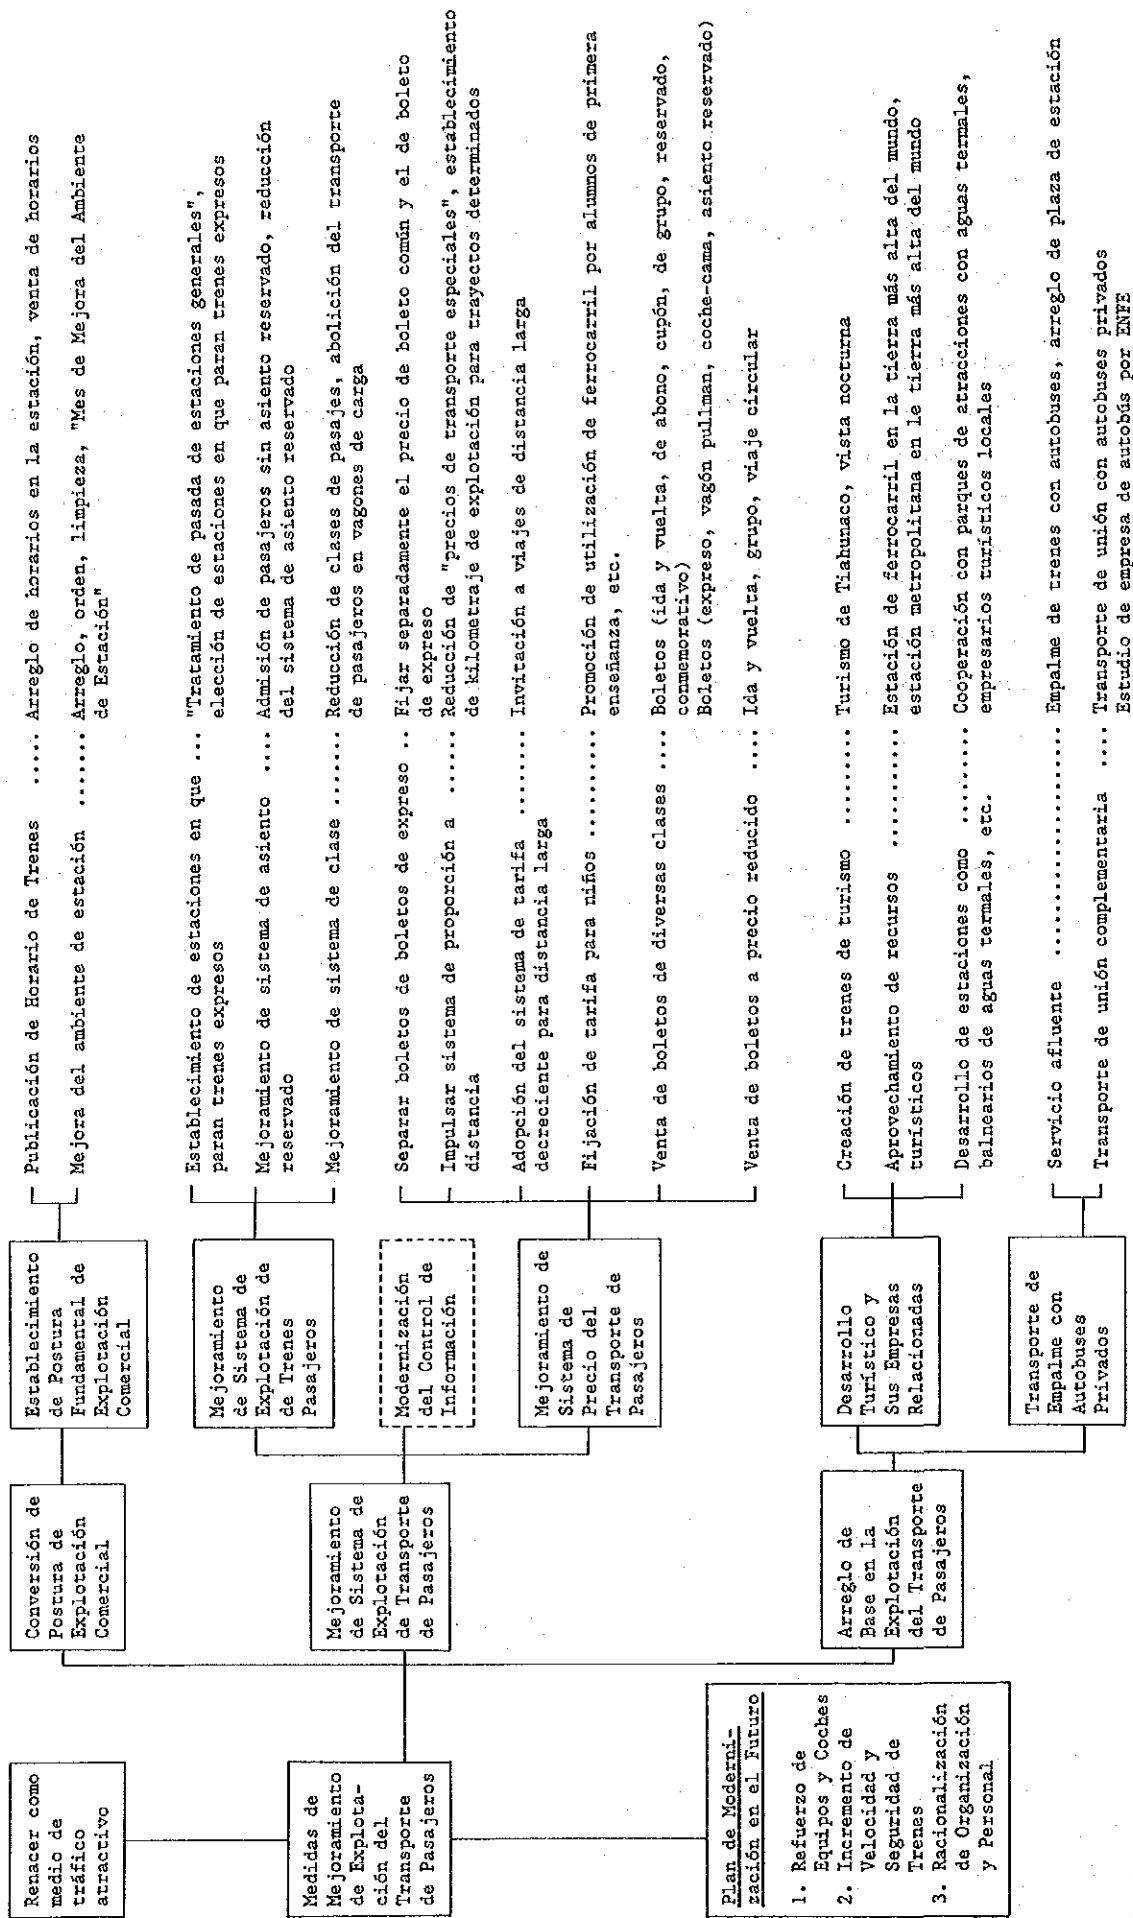 Renacer como
medio de
tráfico
atractivo
Medidas de
Mejoramiento
de Explota-
ción del
Transporte
de Pasajeros
Plan de Moderni-
zación en el Futuro
1. Refuerzo de
Equipos y Coches
2. Incremento de
Velocidad y
Seguridad de
Trenes
3. Racionalización
de Organización
y Personal
Conversión de
Postura de
Explotación
Comercial
Mejoramiento
de Sistema de
Explotación
de Transporte
de Pasajeros
Arreglo de
Base en la
Explotación
del Transporte
de Pasajeros
Establecimiento
de Postura
Fundamental de
Explotación
Comercial
Mejoramiento
de Sistema de
Explotación de
de Trenes
Pasajeros
Modernización
del Control de
Información
Mejoramiento de
Sistema de
Precio del
Transporte de
Pasajeros
Desarrollo
Turístico y
Sus Empresas
Relacionadas
Transporte de
Empalme con
Autobuses
Privados
Publicación de Horario de Trenes ..... Arreglo de horarios en la estación, venta de horarios
Mejora del ambiente de estación ....... Arreglo, orden, limpieza, "Mes de Mejora del Ambiente
de Estación"
Establecimiento de estaciones en que ... "Tratamiento de pasada de estaciones generales",
paran trenes expresos elección de estaciones en que paran trenes expresos
Mejoramiento de sistema de asiento .... Admisión de pasajeros sin asiento reservado, reducción
reservado del sistema de asiento reservado
Mejoramiento de sistema de clase ...... Reducción de clases de pasajes, abolición del transporte
de pasajeros en vagones de carga
Separar boletos de expreso .. Fijar separadamente el precio de boleto común y el de boleto
de expreso
Impulsar sistema de proporción a ...... Reducción de "precios de transporte especiales", establecimiento
distancia de kilometraje de explotación para trayectos determinados
Adopción del sistema de tarifa ........ Invitación a viajes de distancia larga
decreciente para distancia larga
Fijación de tarifa para niños .......... Promoción de utilización de ferrocarril por alumnos de primera
enseñanza, etc.
Venta de boletos de diversas clases .... Boletos (ida y vuelta, de abono, cupón, de grupo, reservado,
conmemorativo)
Boletos (expreso, vagón pullman, coche-cama, asiento reservado)
Venta de boletos a precio reducido .... Ida y vuelta, grupo, viaje circular
Creación de trenes de turismo ......... Turismo de Tiahunaco, vista nocturna
Aprovechamiento de recursos ........... Estación de ferrocarril en la tierra más alta del mundo,
turísticos estación metropolitana en le tierra más alta del mundo
Desarrollo de estaciones como ......... Cooperación con parques de atracciones con aguas termales,
balnearios de aguas termales, etc. empresarios turísticos locales
Servicio afluente ..................... Empalme de trenes con autobuses, arreglo de plaza de estación
Transporte de unión complementaria .... Transporte de unión con autobuses privados
Estudio de empresa de autobús por ENFE